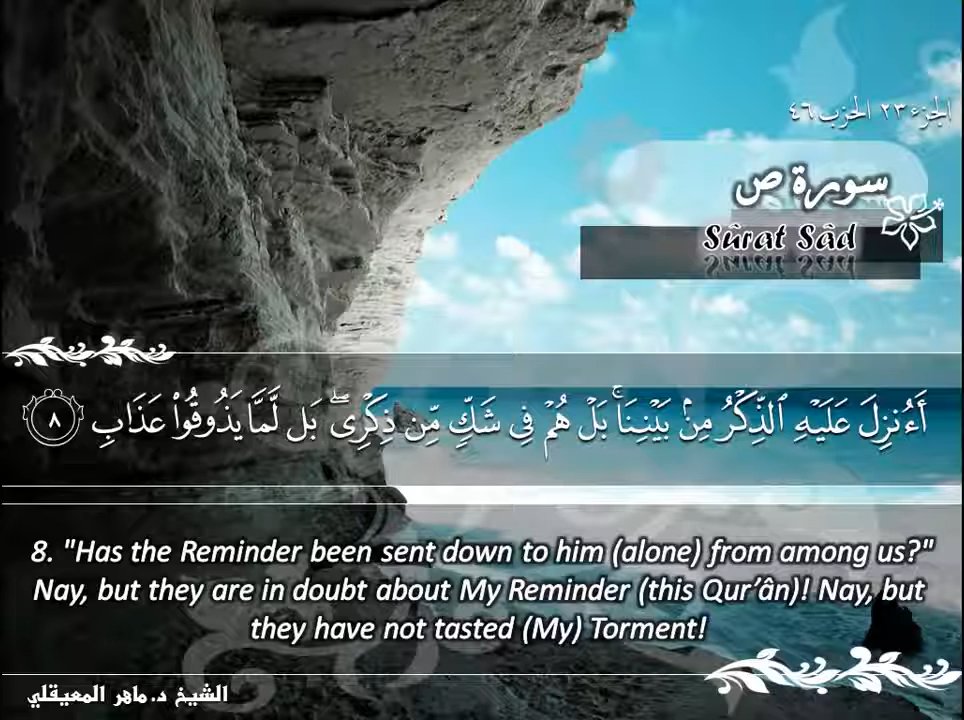 الجزء ٢٣ الحزب ٤٦
سورة ص
Sûrat Sâd
أَءُنزِلَ عَلَيْهِ ٱلذِّكْرُ مِنۢ بَيْنِنَا ۚ بَلْ هُمْ فِى شَكٍّ مِّن ذِكْرِى ۖ بَل لَّمَّا يَذُوقُوا۟ عَذَابِ ٨
8. "Has the Reminder been sent down to him (alone) from among us?"
Nay, but they are in doubt about My Reminder (this Qur’ân)! Nay, but
they have not tasted (My) Torment!
الشيخ د. ماهر المعيقلي